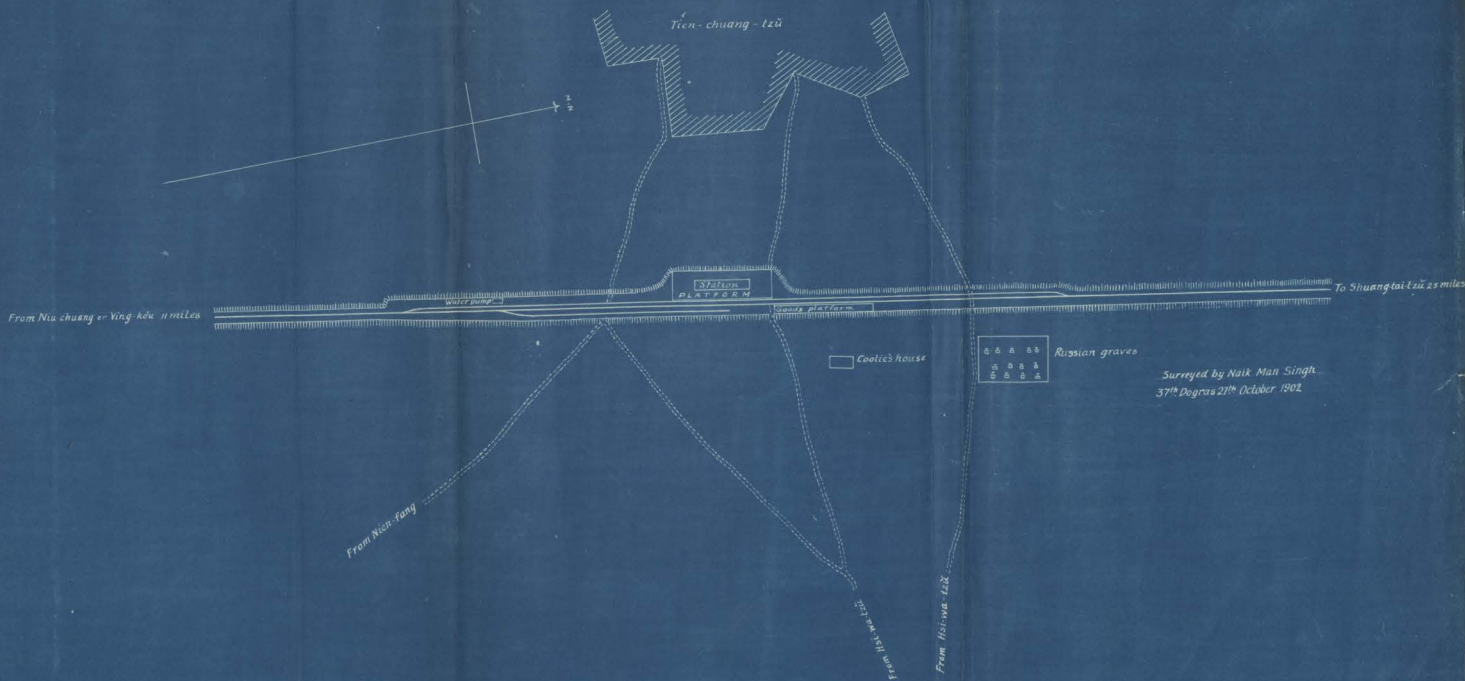 Tien-chuang-tzŭ
Water pump
Station
PLATFORM
Goods platform
From Niu chuang or Ying-kóu 11 miles
To Shuang-tai-tzŭ 25 miles
Coolie's house
Russian graves
Surveyed by Naik Man Singh
37th Dogras 27th October 1902
From Nien-fang
From Hsi-wa-tzŭ
From Hsi-wa-tzŭ